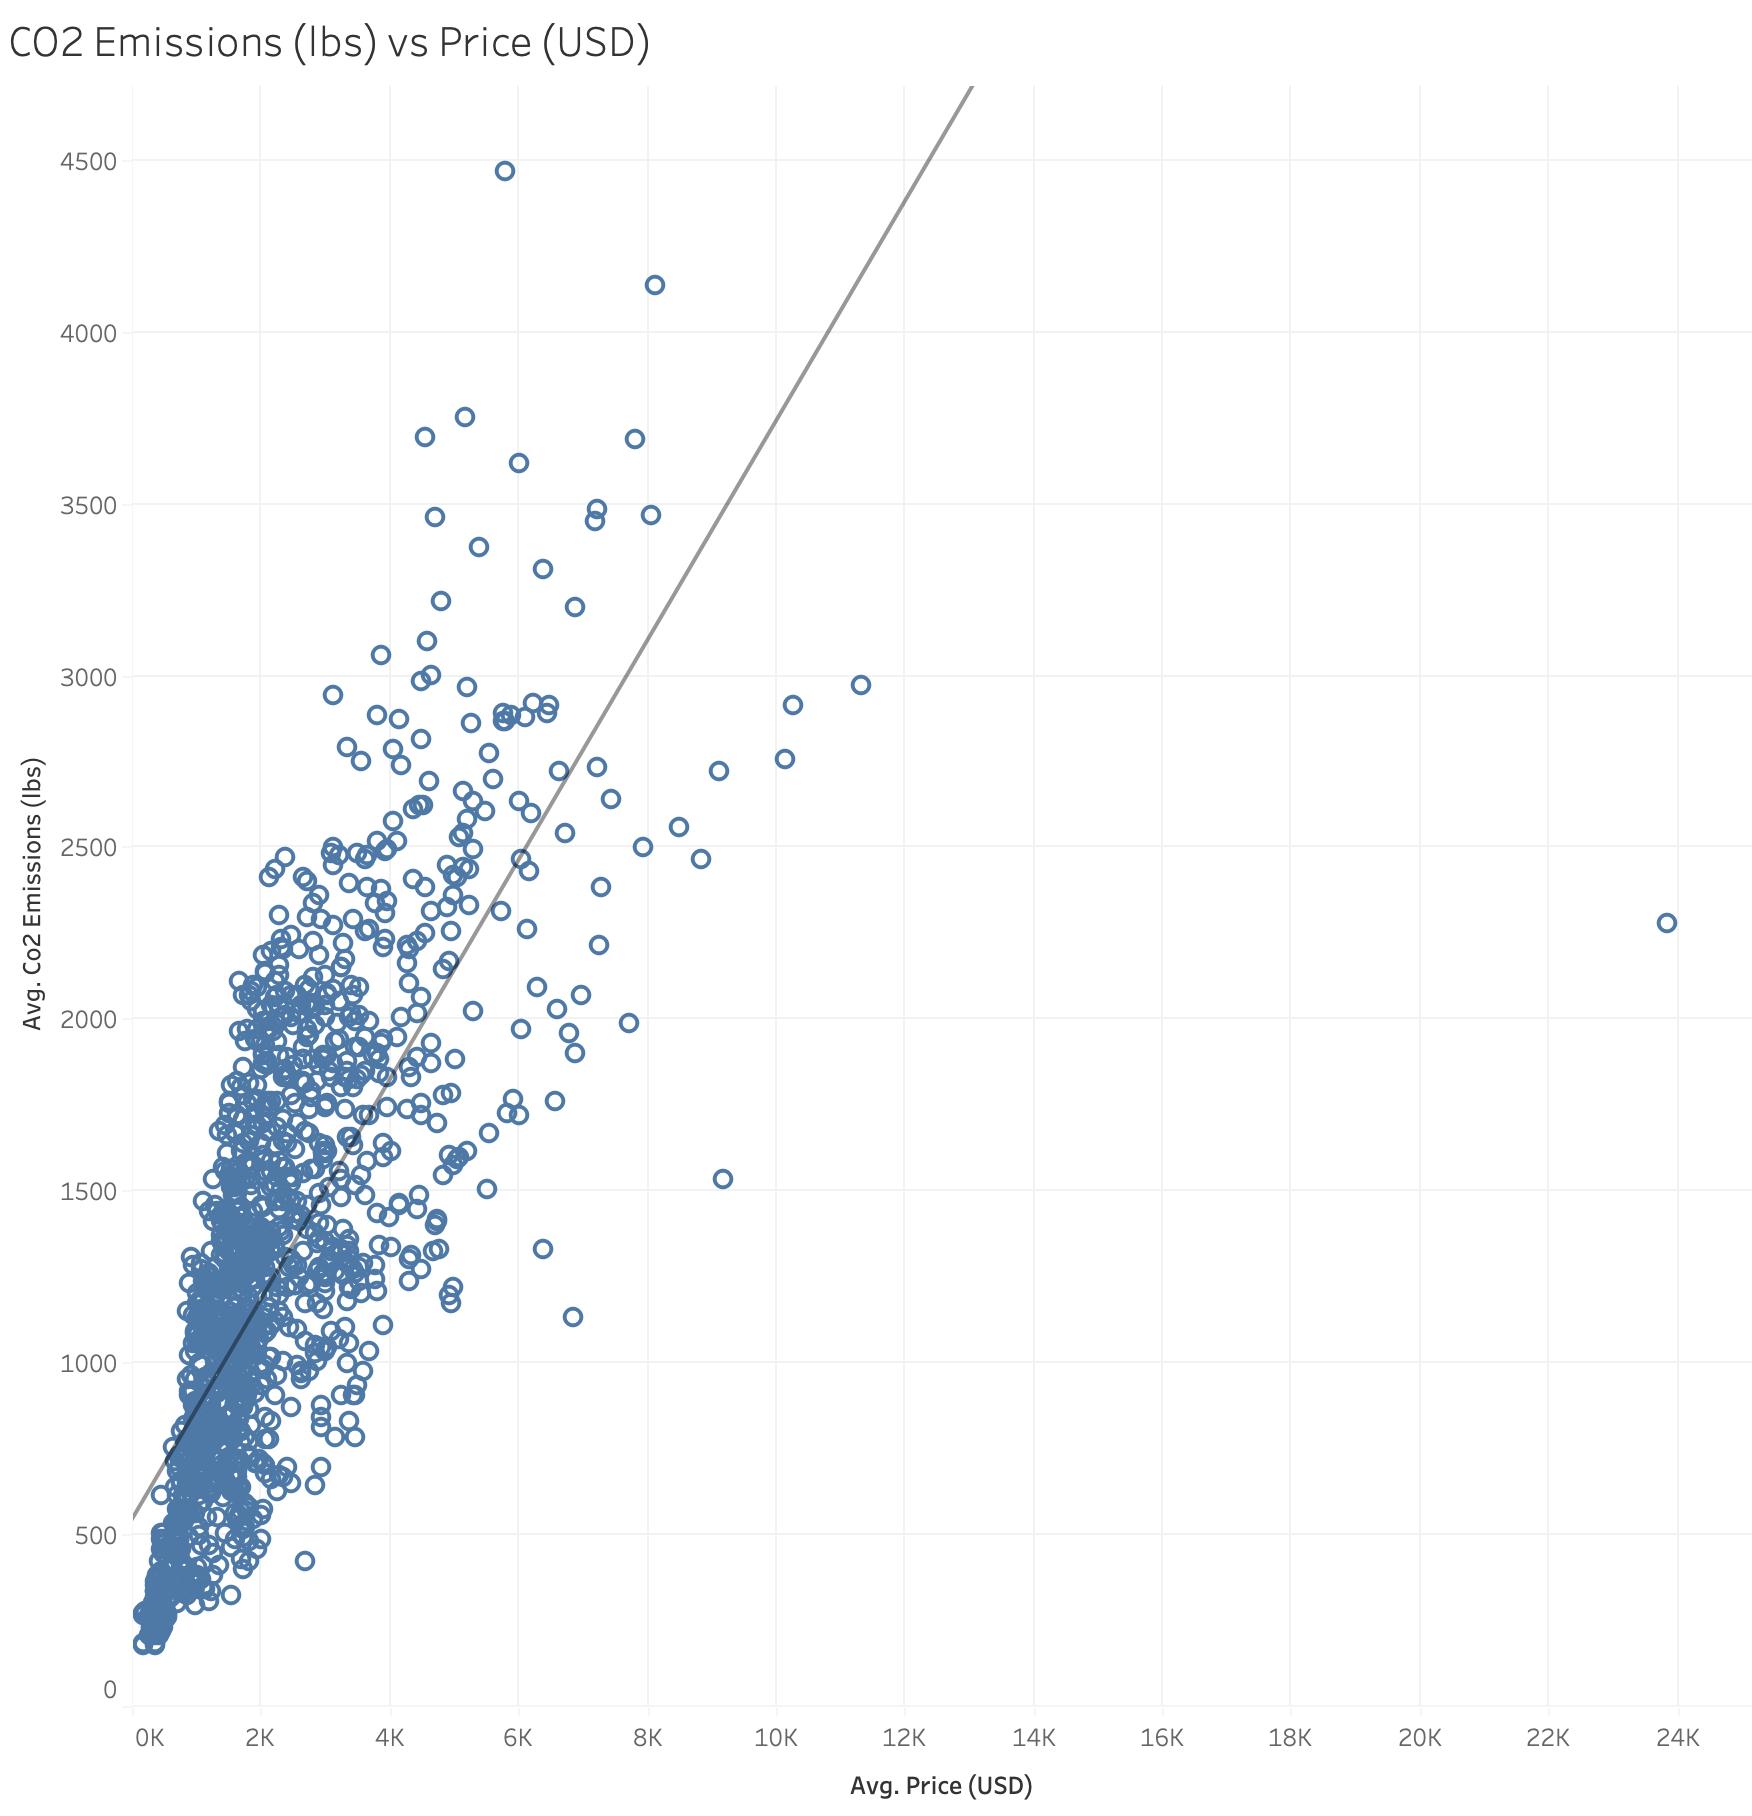 CO2 Emissions (lbs) vs Price (USD)
4500
4000
3500
3000
2500
2000
1500
1000
500
0
Avg. Co2 Emissions (lbs)
0K 2K 4K 6K 8K 10K 12K 14K 16K 18K 20K 22K 24K
Avg. Price (USD)